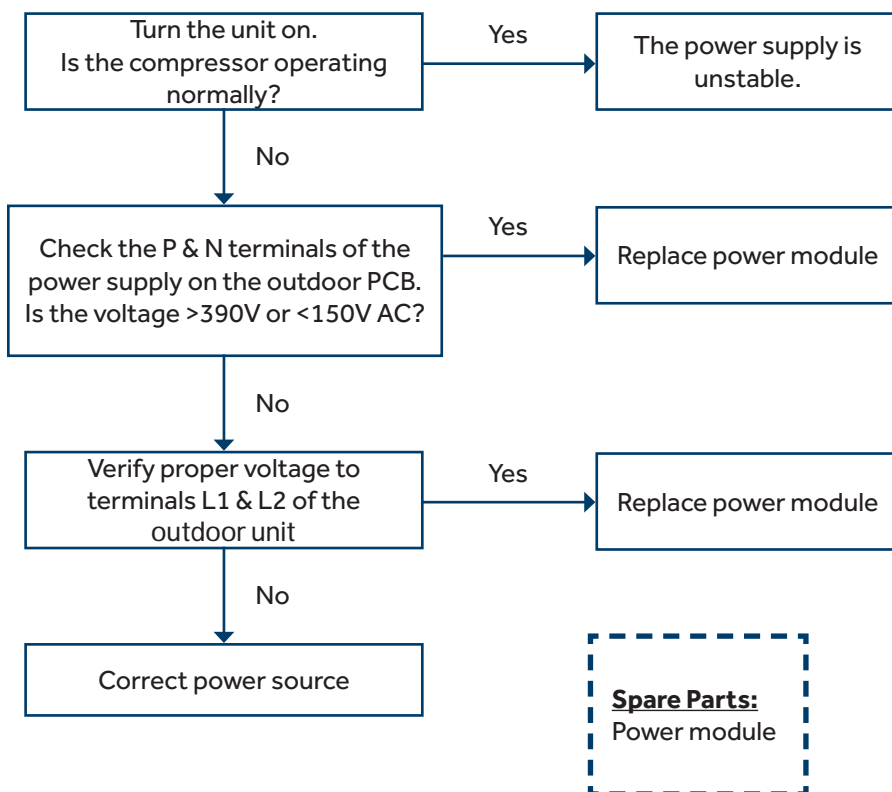 Turn the unit on.
Is the compressor operating
normally?
Yes
The power supply is
unstable.
No
Check the P & N terminals of the
power supply on the outdoor PCB.
Is the voltage >390V or <150V AC?
Yes
Replace power module
No
Verify proper voltage to
terminals L1 & L2 of the
outdoor unit
Yes
Replace power module
No
Correct power source
Spare Parts:
Power module